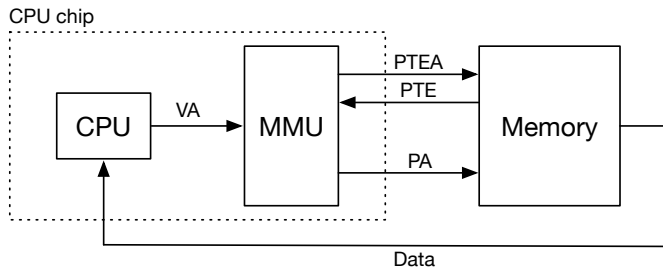 CPU chip
PTEA
PTE
VA
CPU
MMU
Memory
PA
Data